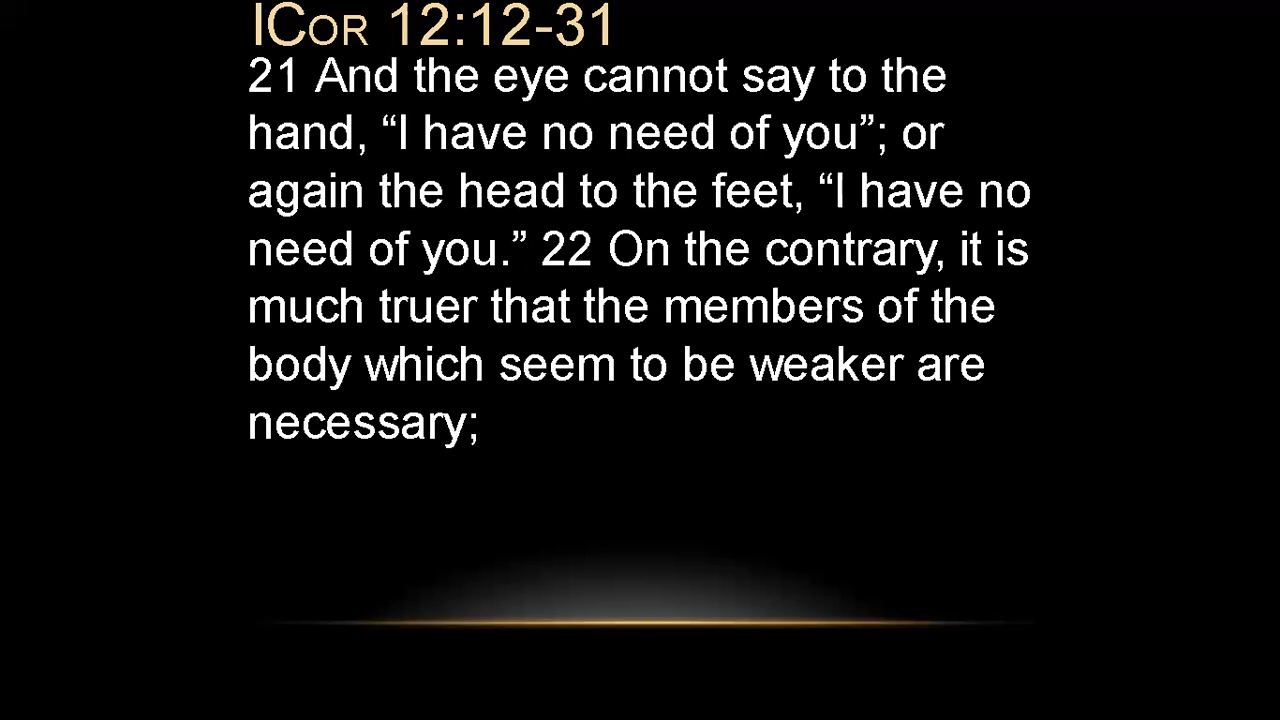 ICOR 12:12-31
21 And the eye cannot say to the
hand, “I have no need of you”; or
again the head to the feet, “I have no
need of you.” 22 On the contrary, it is
much truer that the members of the
body which seem to be weaker are
necessary;